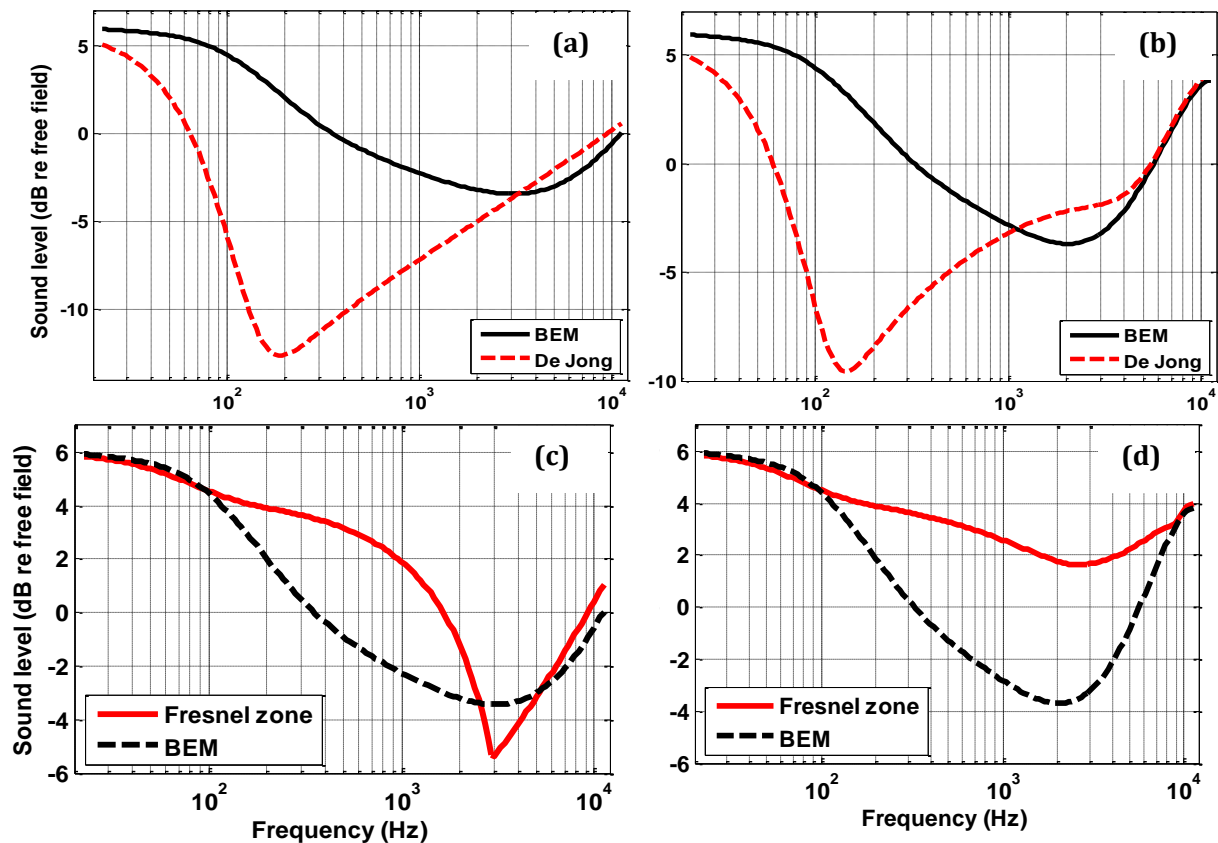 (a)
5
0
-5
-10
10²
10³
10⁴
Sound level (dB re free field)
BEM
De Jong
(b)
5
0
-5
-10
10²
10³
10⁴
BEM
De Jong
(c)
6
4
2
0
-2
-4
-6
10²
10³
10⁴
Sound level (dB re free field)
Frequency (Hz)
Fresnel zone
BEM
(d)
6
4
2
0
-2
-4
-6
10²
10³
10⁴
Frequency (Hz)
Fresnel zone
BEM